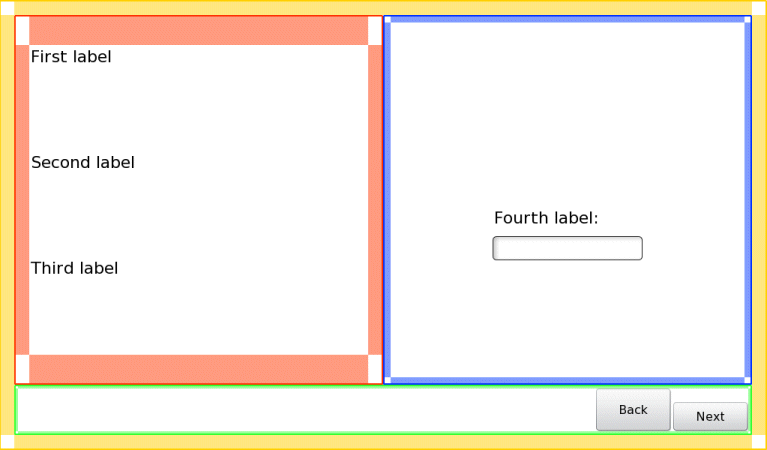 First label
Second label
Third label
Fourth label:
Back
Next